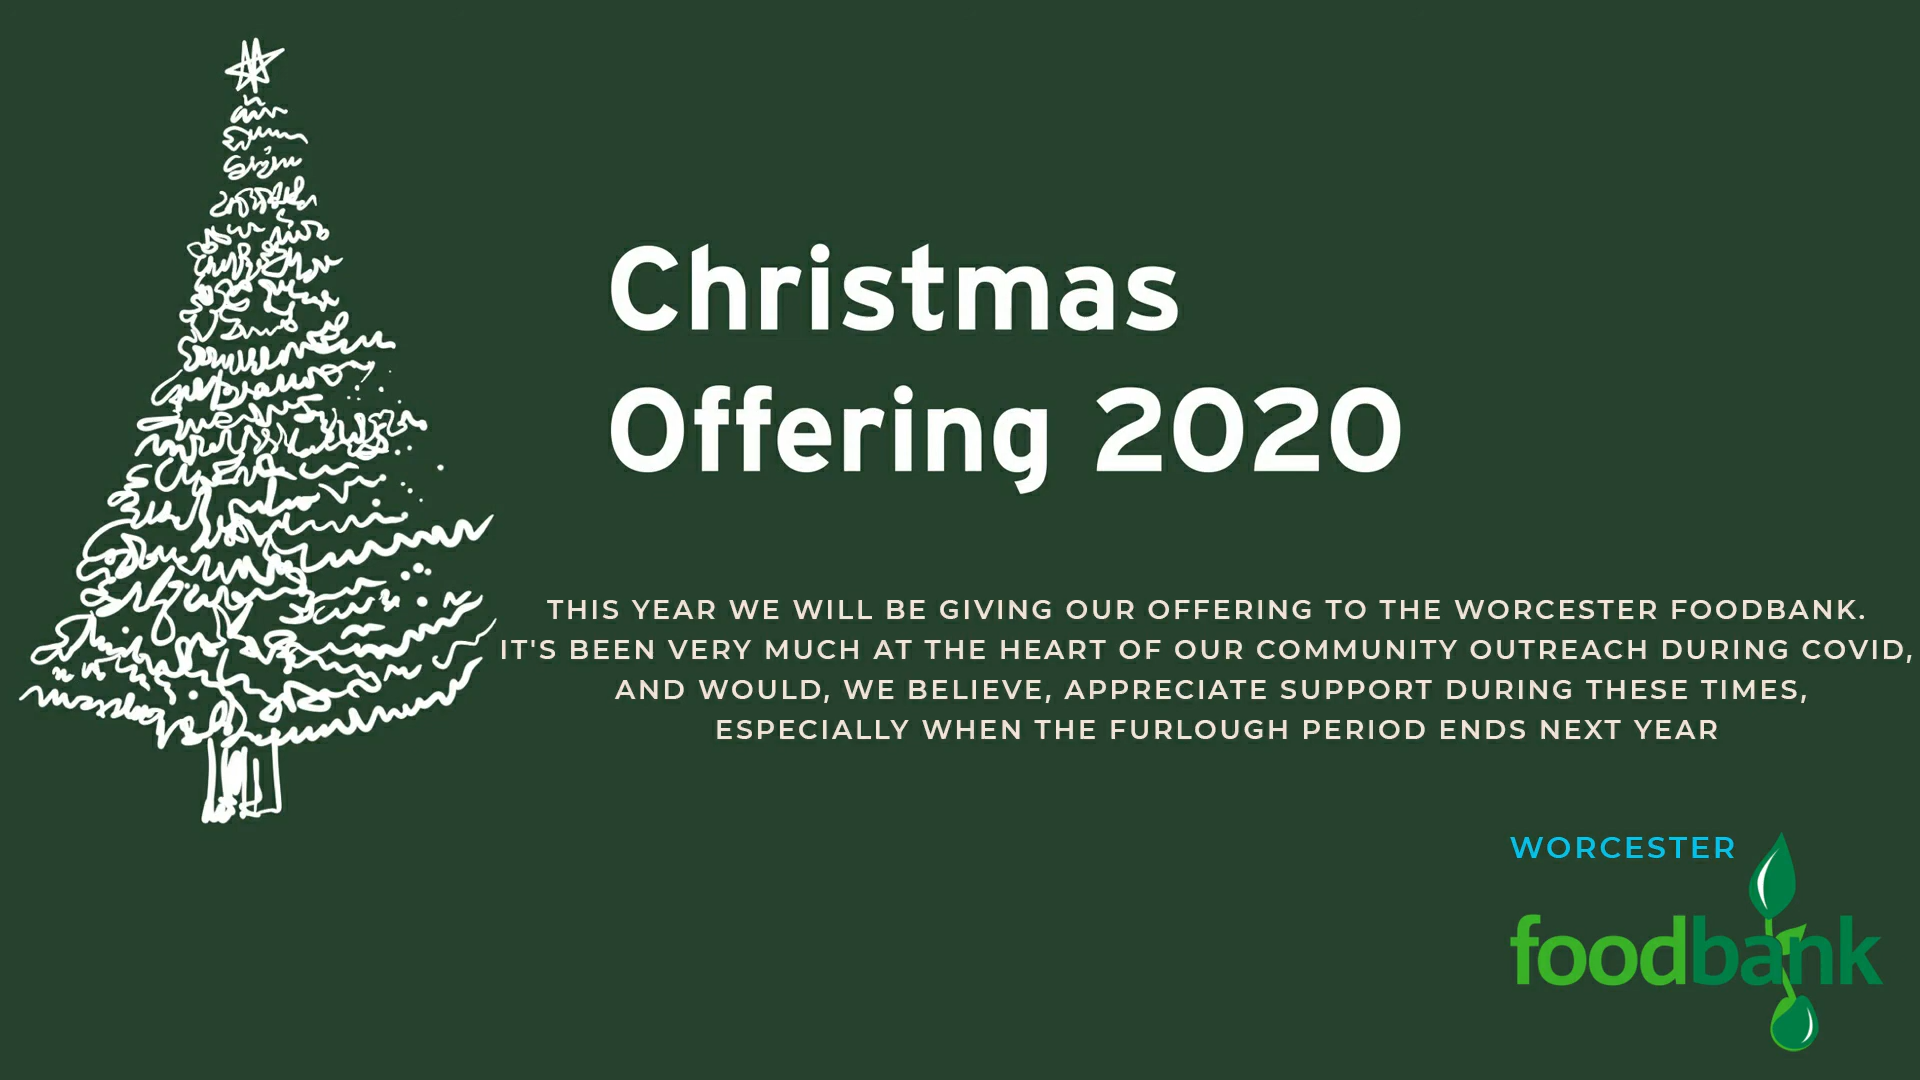 Christmas
Offering 2020
THIS YEAR WE WILL BE GIVING OUR OFFERING TO THE WORCESTER FOODBANK.
IT'S BEEN VERY MUCH AT THE HEART OF OUR COMMUNITY OUTREACH DURING COVID,
AND WOULD, WE BELIEVE, APPRECIATE SUPPORT DURING THESE TIMES,
ESPECIALLY WHEN THE FURLOUGH PERIOD ENDS NEXT YEAR
WORCESTER
foodbank